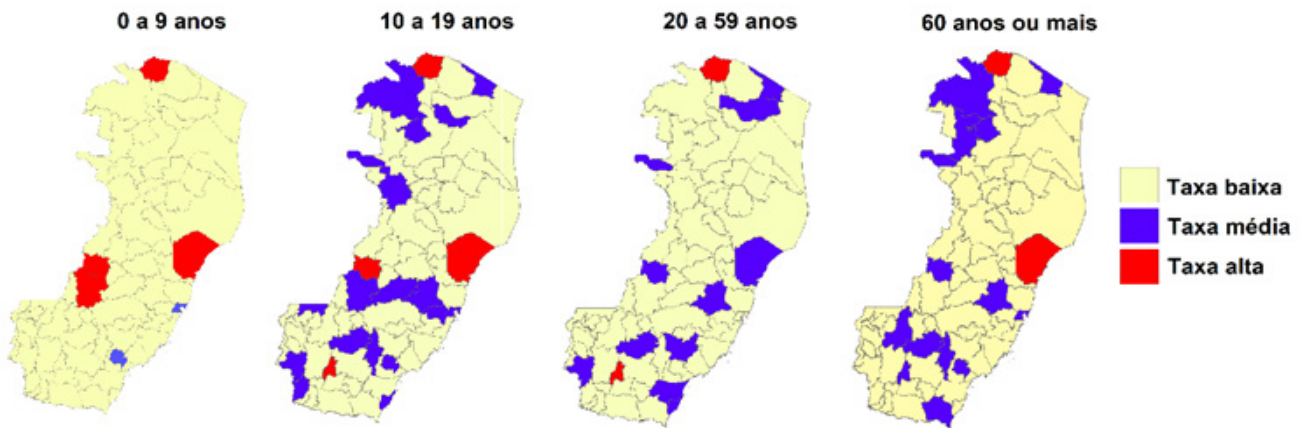 0 a 9 anos
10 a 19 anos
20 a 59 anos
60 anos ou mais
Taxa baixa
Taxa média
Taxa alta